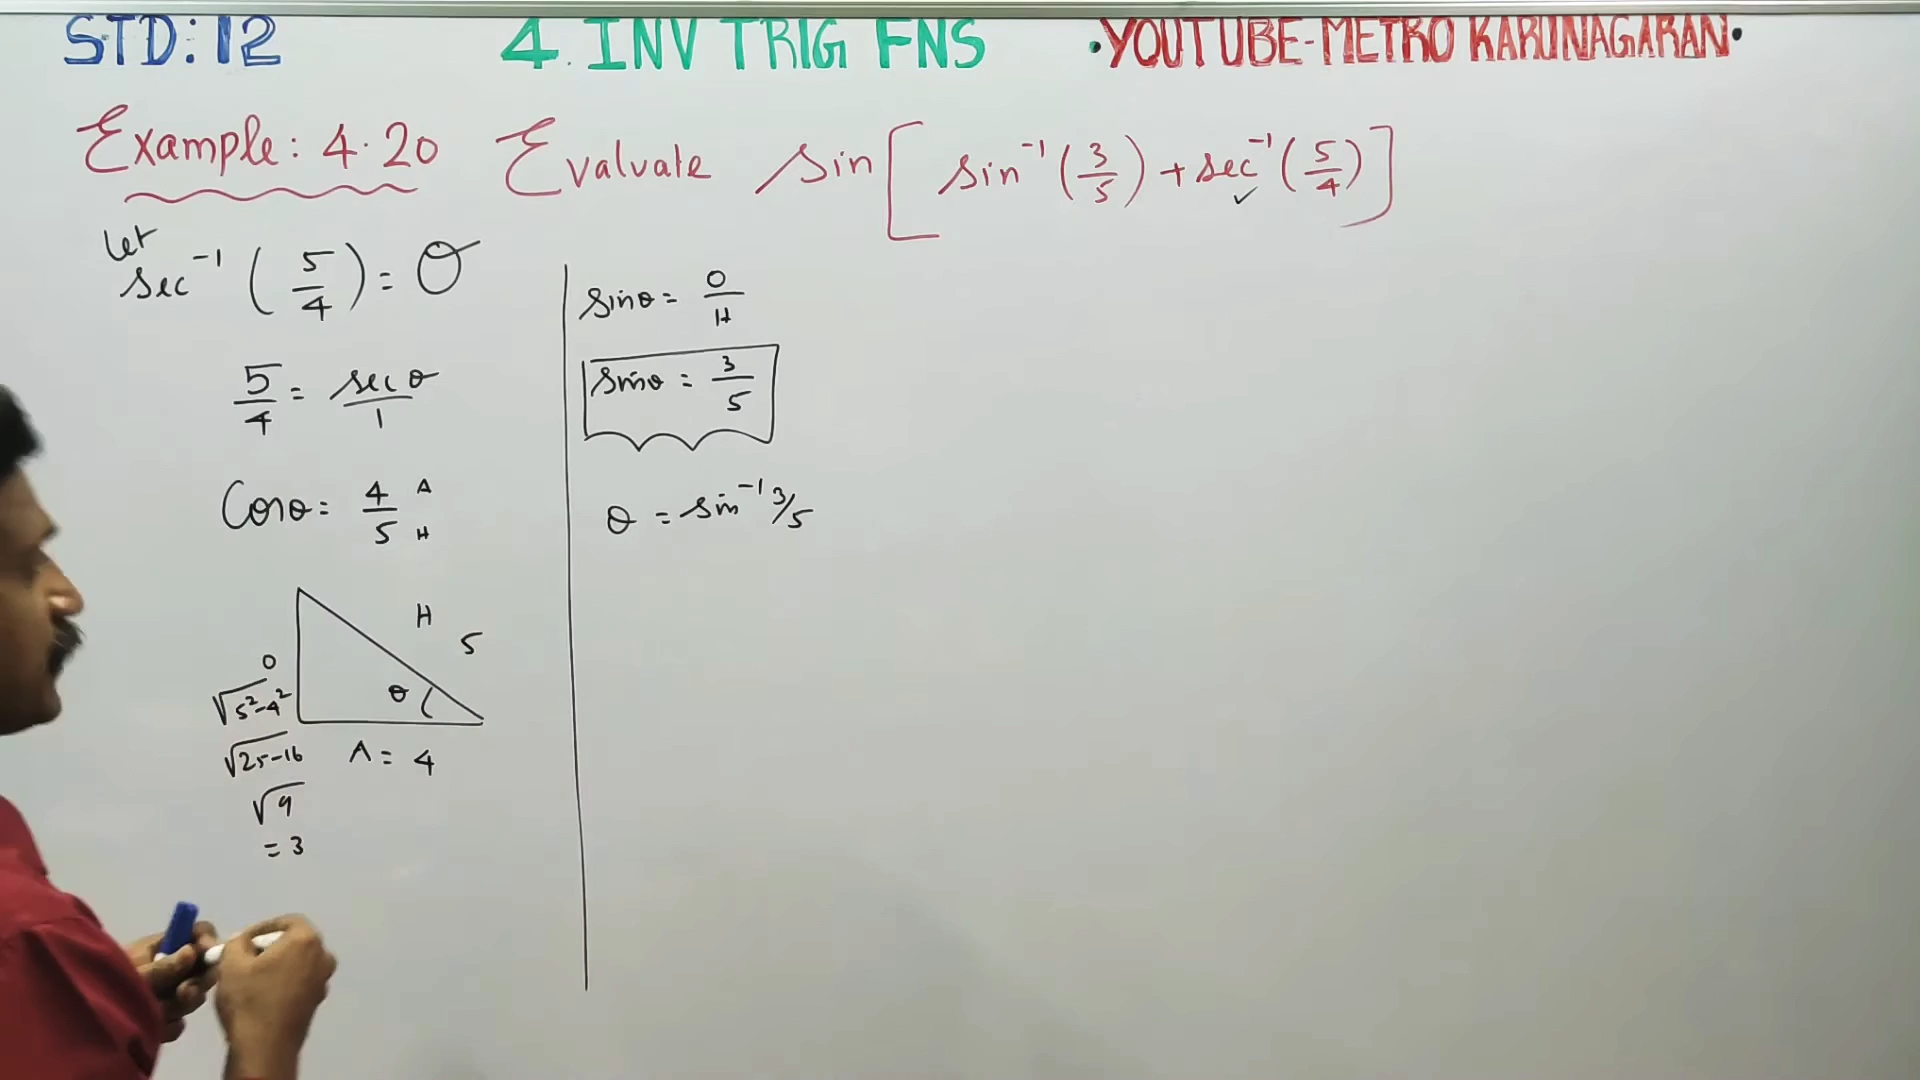 STD: 12 4. INV TRIG FNS •YOUTUBE-METRO KARUNAGARAN•
Example: 4.20 Evaluate sin[sin⁻¹(3/5) + sec⁻¹(5/4)]
✓
Let
sec⁻¹(5/4) = θ
5/4 = secθ/1
Cosθ = 4/5 A H
H
5
O
θ
√5²-4²
√25-16
A = 4
√9
= 3
sinθ = O/H
sinθ = 3/5
θ = sin⁻¹ 3/5